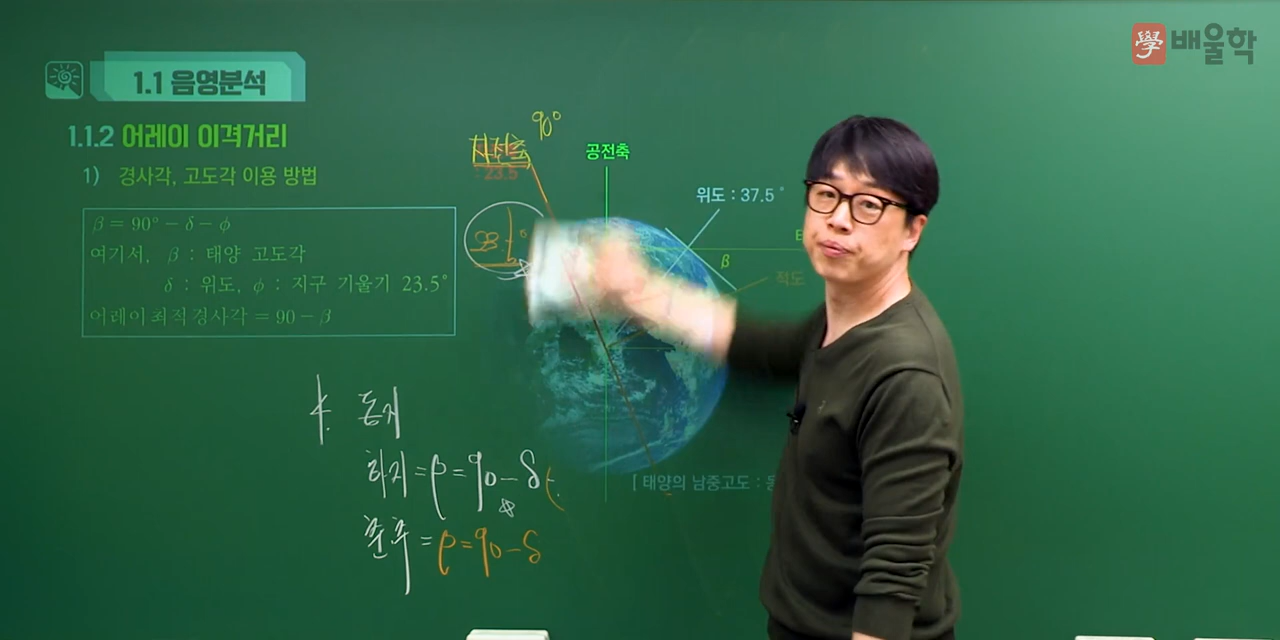 學 배울학
1.1 음영분석
1.1.2 어레이 이격거리
1) 경사각, 고도각 이용 방법
β = 90° − δ − φ
여기서, β : 태양 고도각
δ : 위도, φ : 지구 기울기 23.5°
어레이최적경사각 = 90 − β
자전축
90°
23.5
공전축
위도 : 37.5°
β
적도
[ 태양의 남중고도 : 동
동지
하지 = β = 90 − δ (
춘추 = β = 90 − δ